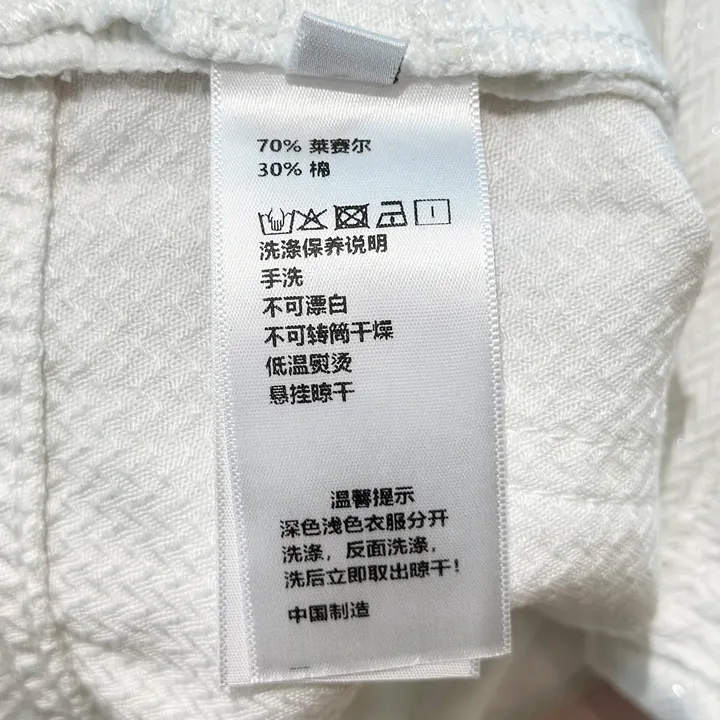 70% 莱赛尔
30% 棉
洗涤保养说明
手洗
不可漂白
不可转筒干燥
低温熨烫
悬挂晾干
温馨提示
深色浅色衣服分开
洗涤，反面洗涤，
洗后立即取出晾干！
中国制造